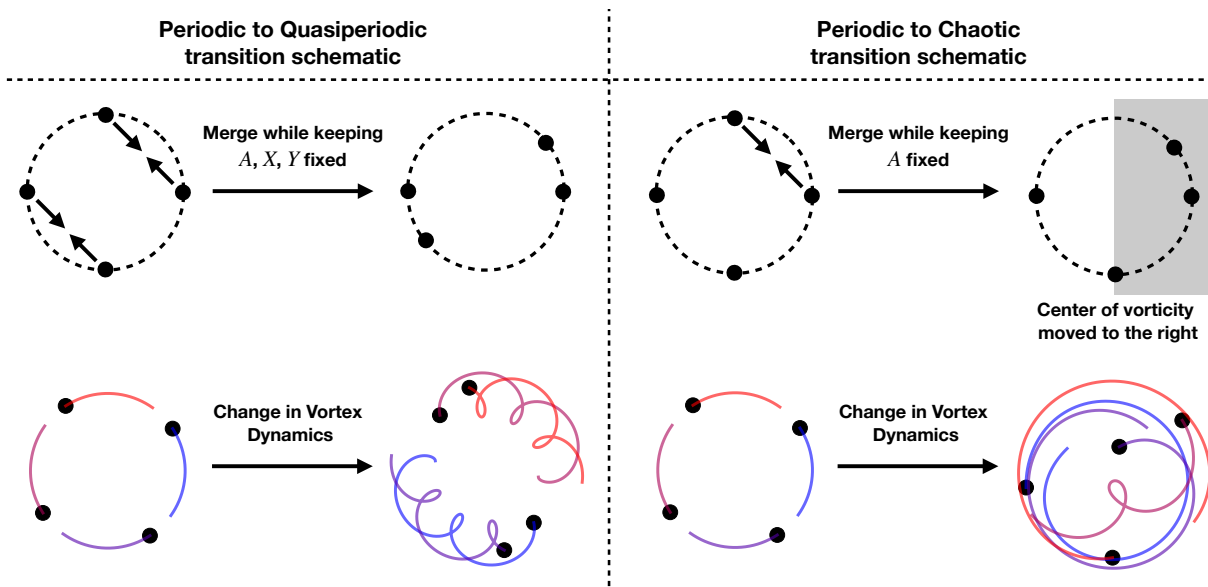 Periodic to Quasiperiodic
transition schematic
Merge while keeping
A, X, Y fixed
Change in Vortex
Dynamics
Periodic to Chaotic
transition schematic
Merge while keeping
A fixed
Center of vorticity
moved to the right
Change in Vortex
Dynamics